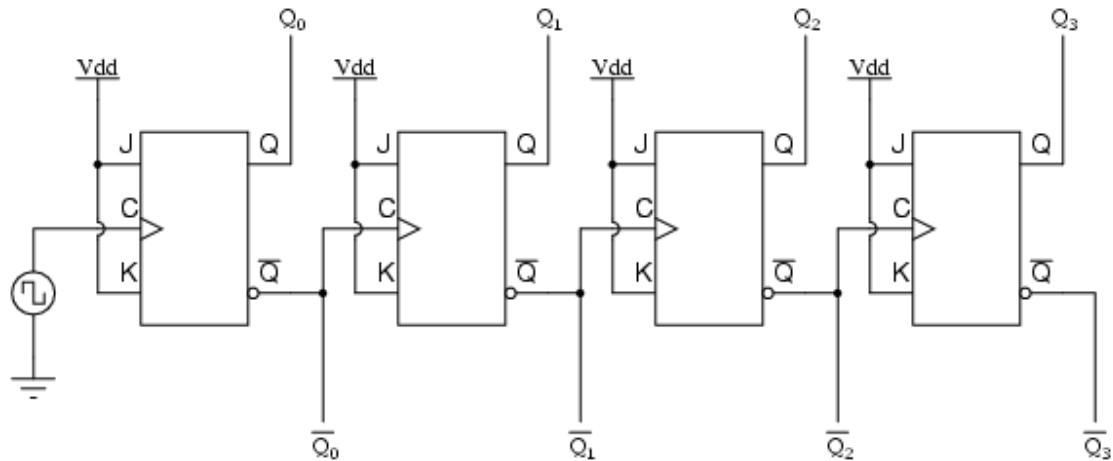 Q₀ Q₁ Q₂ Q₃
Vdd Vdd Vdd Vdd
J Q J Q J Q J Q
C C C C
K Q̅ K Q̅ K Q̅ K Q̅
Q̅₀ Q̅₁ Q̅₂ Q̅₃